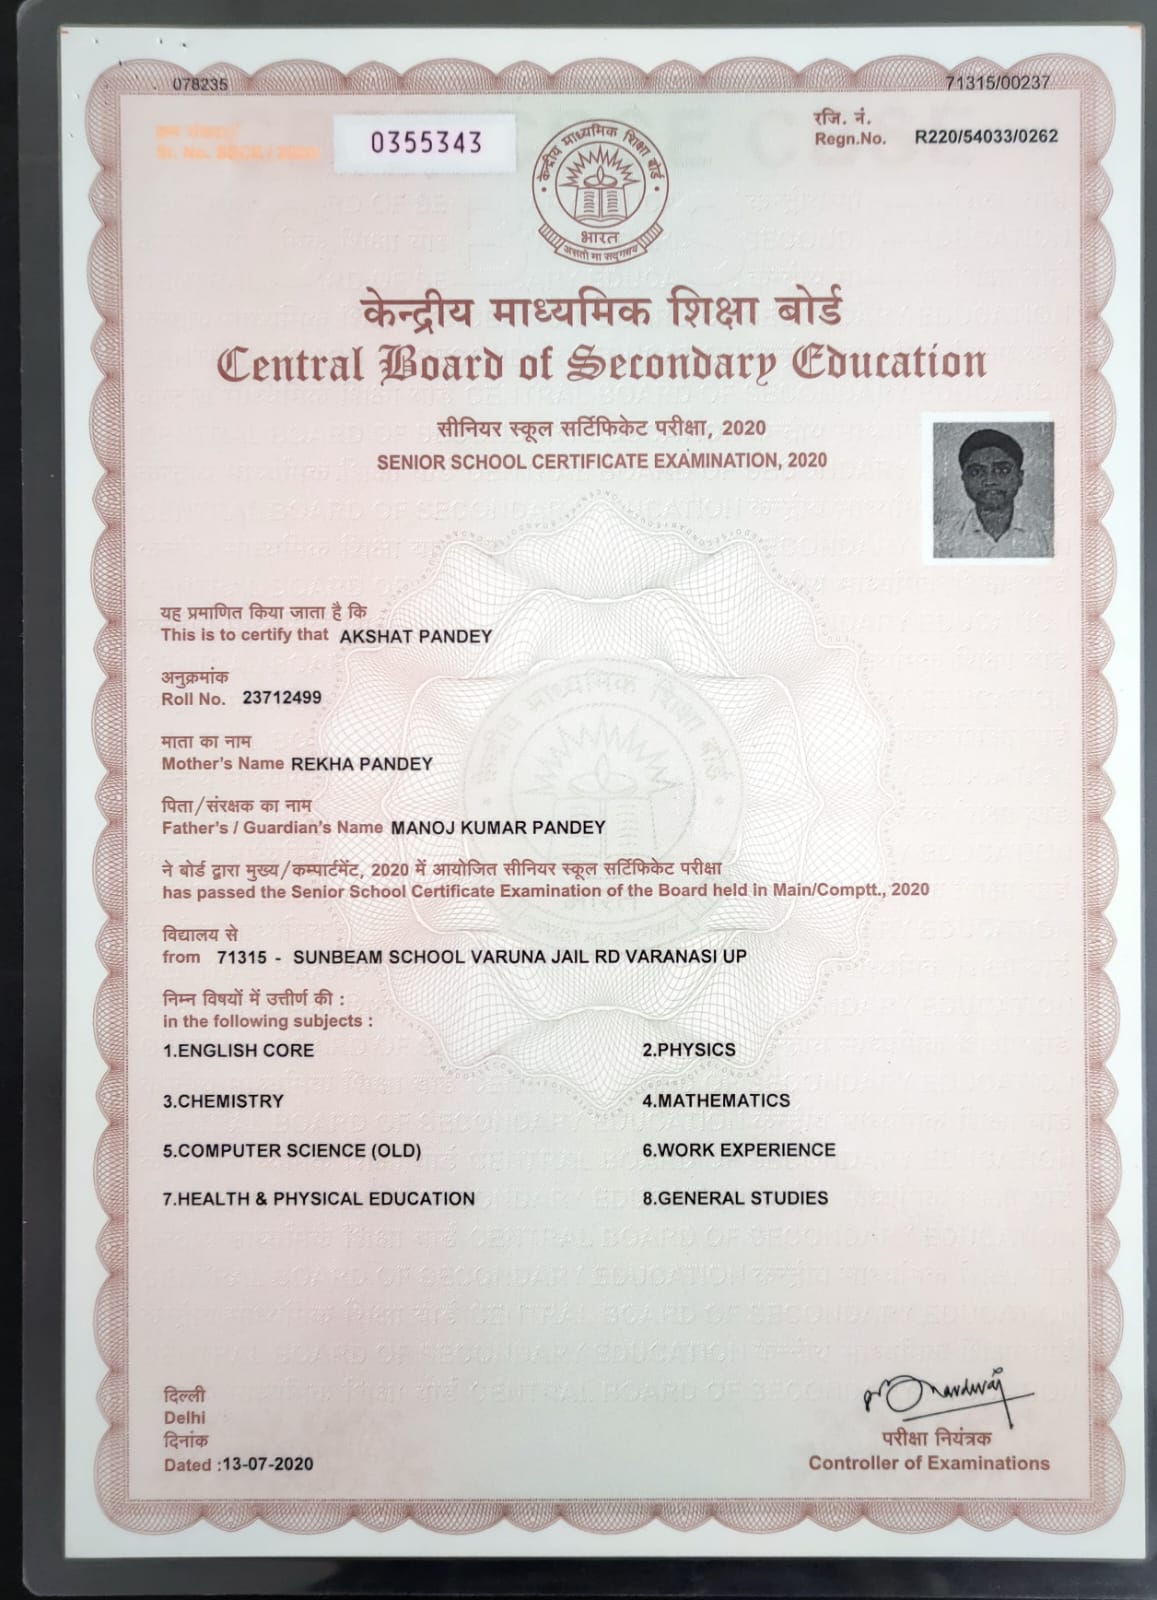 078235
71315/00237
क्रम संख्या/
Sr. No. SSCE / 2020
0355343
रजि. नं.
Regn.No. R220/54033/0262
केन्द्रीय माध्यमिक शिक्षा बोर्ड
भारत
असतो मा सद्गमय
केन्द्रीय माध्यमिक शिक्षा बोर्ड
Central Board of Secondary Education
सीनियर स्कूल सर्टिफिकेट परीक्षा, 2020
SENIOR SCHOOL CERTIFICATE EXAMINATION, 2020
यह प्रमाणित किया जाता है कि
This is to certify that AKSHAT PANDEY
अनुक्रमांक
Roll No. 23712499
माता का नाम
Mother's Name REKHA PANDEY
पिता/संरक्षक का नाम
Father's / Guardian's Name MANOJ KUMAR PANDEY
ने बोर्ड द्वारा मुख्य/कम्पार्टमेंट, 2020 में आयोजित सीनियर स्कूल सर्टिफिकेट परीक्षा
has passed the Senior School Certificate Examination of the Board held in Main/Comptt., 2020
विद्यालय से
from 71315 - SUNBEAM SCHOOL VARUNA JAIL RD VARANASI UP
निम्न विषयों में उत्तीर्ण की :
in the following subjects :
1.ENGLISH CORE 2.PHYSICS
3.CHEMISTRY 4.MATHEMATICS
5.COMPUTER SCIENCE (OLD) 6.WORK EXPERIENCE
7.HEALTH & PHYSICAL EDUCATION 8.GENERAL STUDIES
दिल्ली
Delhi
दिनांक
Dated :13-07-2020
परीक्षा नियंत्रक
Controller of Examinations